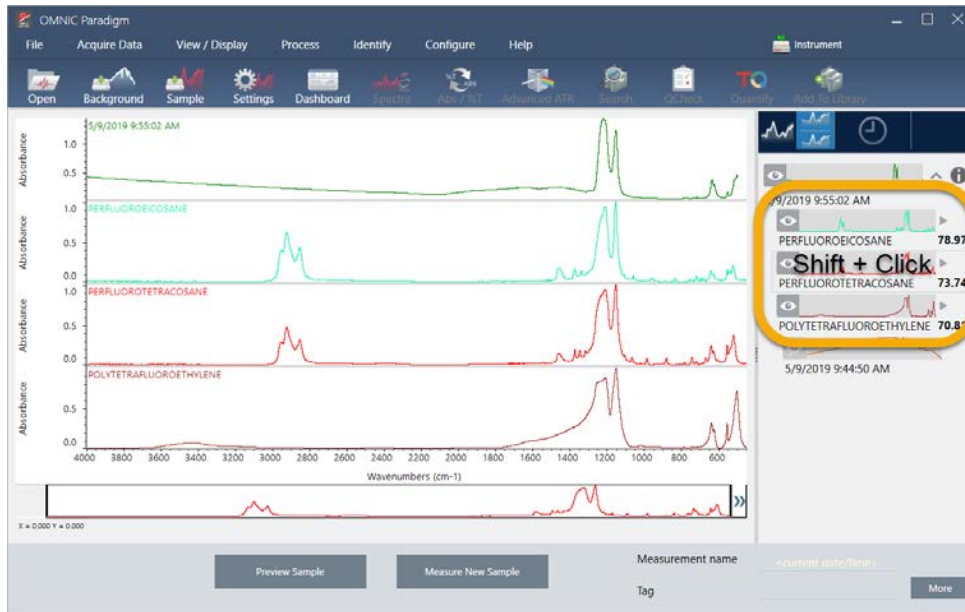 OMNIC Paradigm
File Acquire Data View / Display Process Identify Configure Help Instrument
Open Background Sample Settings Dashboard Spectra Abs / %T Advanced ATR Search QCheck TQ Quantify Add To Library
5/9/2019 9:55:02 AM
Absorbance
1.0
0.5
PERFLUOROEICOSANE
1.0
0.5
0.0
PERFLUOROTETRACOSANE
Absorbance
1.0
0.5
0.0
POLYTETRAFLUOROETHYLENE
Absorbance
0.5
0.0
4000 3800 3600 3400 3200 3000 2800 2600 2400 2200 2000 1800 1600 1400 1200 1000 800 600
Wavenumbers (cm-1)
X = 0.000 Y = 0.000
5/9/2019 9:55:02 AM
PERFLUOROEICOSANE 78.97
Shift + Click
PERFLUOROTETRACOSANE 73.74
POLYTETRAFLUOROETHYLENE 70.81
5/9/2019 9:44:50 AM
Preview Sample
Measure New Sample
Measurement name <current date/time>
Tag
More